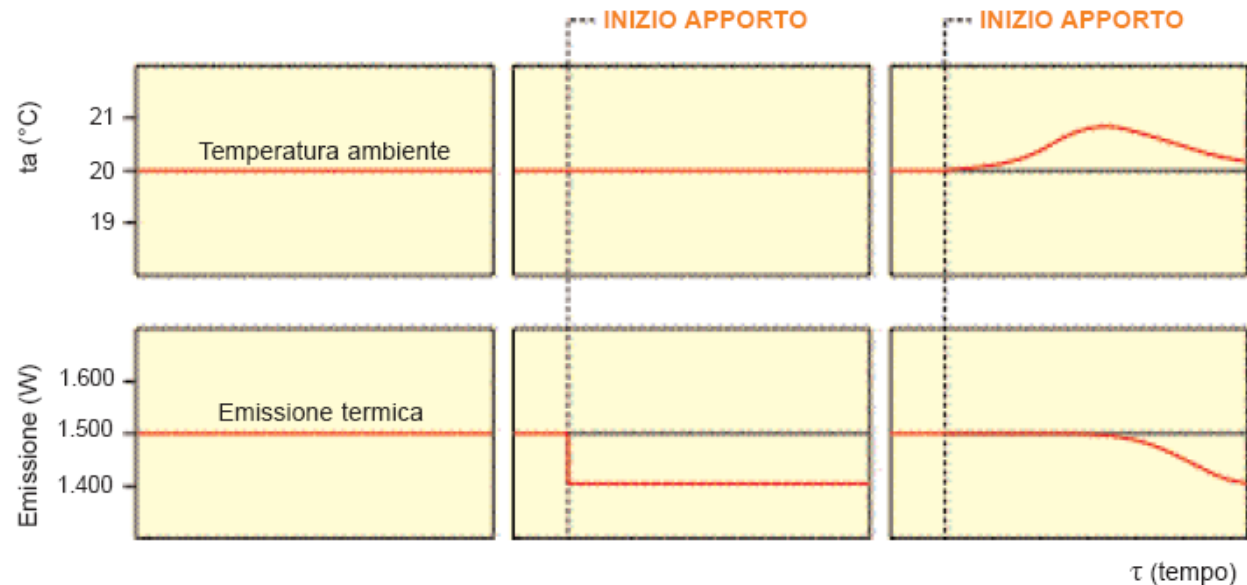 INIZIO APPORTO
INIZIO APPORTO
ta (°C)
21
20
19
Temperatura ambiente
Emissione (W)
1.600
1.500
1.400
Emissione termica
τ (tempo)